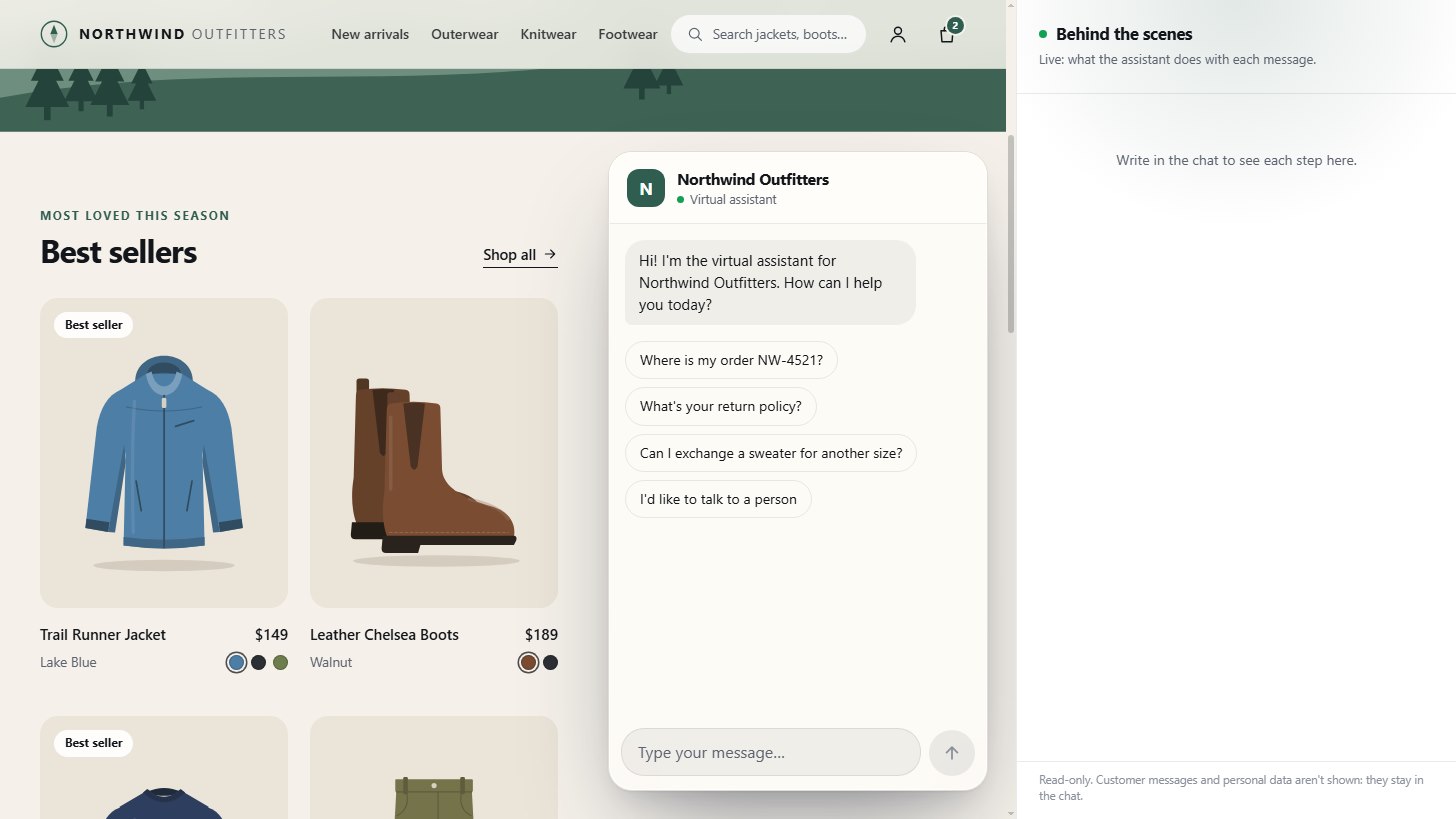 NORTHWIND OUTFITTERS
New arrivals
Outerwear
Knitwear
Footwear
Search jackets, boots...
2
MOST LOVED THIS SEASON
Best sellers
Shop all
Best seller
Trail Runner Jacket
$149
Lake Blue
Leather Chelsea Boots
$189
Walnut
Best seller
N
Northwind Outfitters
Virtual assistant
Hi! I'm the virtual assistant for
Northwind Outfitters. How can I help
you today?
Where is my order NW-4521?
What's your return policy?
Can I exchange a sweater for another size?
I'd like to talk to a person
Type your message...
Behind the scenes
Live: what the assistant does with each message.
Write in the chat to see each step here.
Read-only. Customer messages and personal data aren't shown: they stay in
the chat.